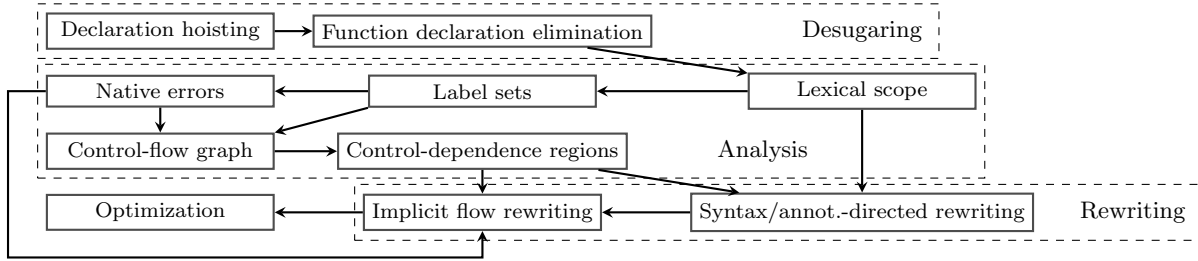 Declaration hoisting
Function declaration elimination
Desugaring
Native errors
Label sets
Lexical scope
Control-flow graph
Control-dependence regions
Analysis
Optimization
Implicit flow rewriting
Syntax/annot.-directed rewriting
Rewriting